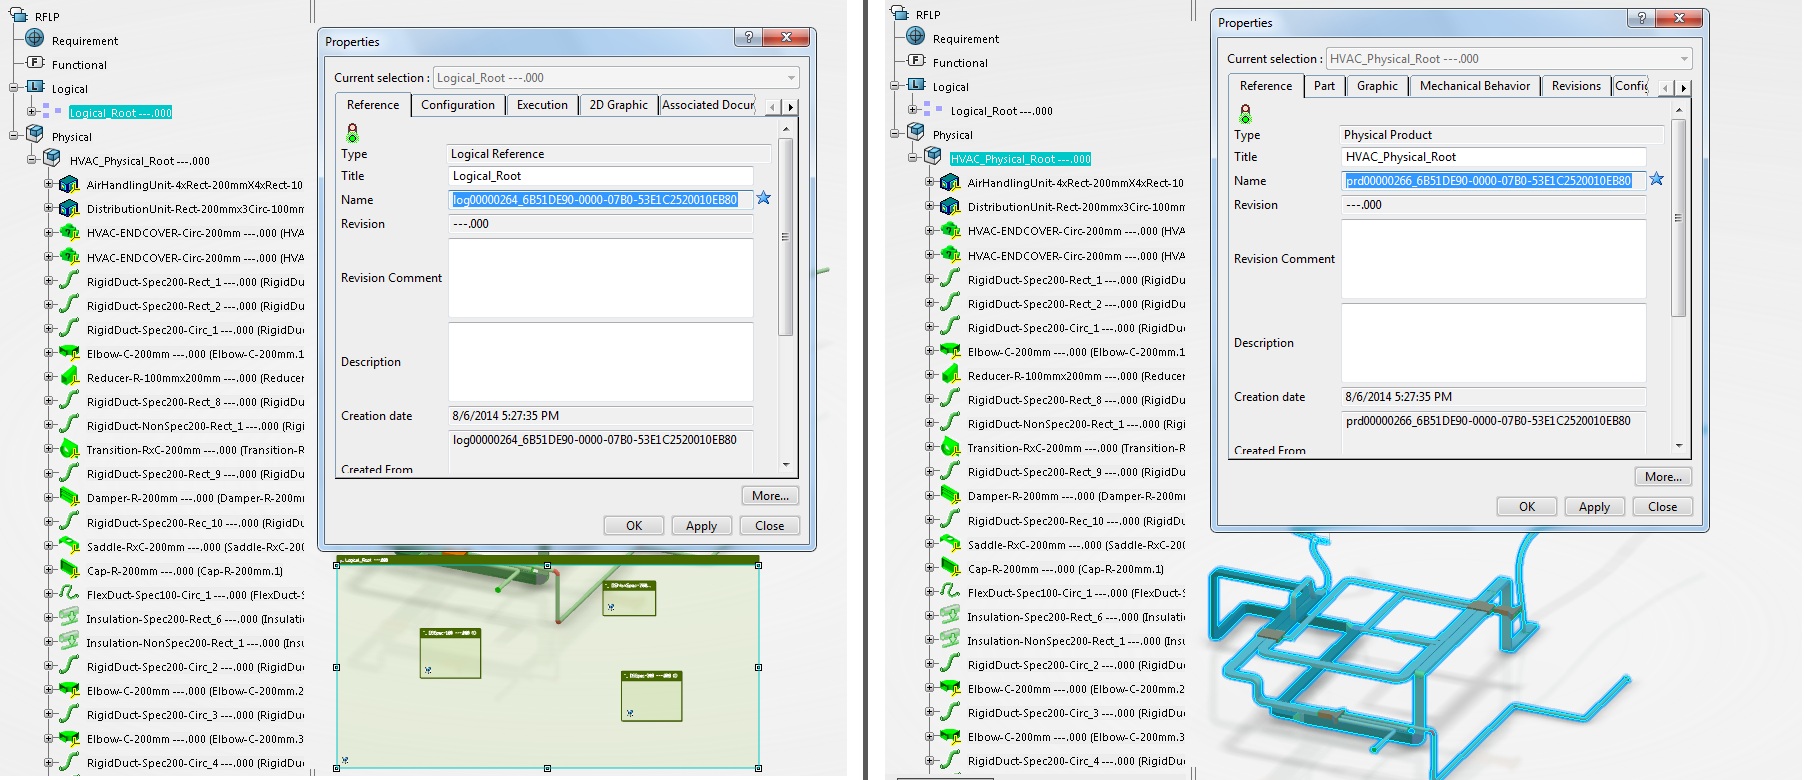 RFLP
Requirement
Functional
Logical
Logical_Root ---.000
Physical
HVAC_Physical_Root ---.000
AirHandlingUnit-4xRect-200mmX4xRect-10
DistributionUnit-Rect-200mmx3Circ-100mm
HVAC-ENDCOVER-Circ-200mm ---.000 (HVA
HVAC-ENDCOVER-Circ-200mm ---.000 (HVA
RigidDuct-Spec200-Rect_1 ---.000 (RigidDu
RigidDuct-Spec200-Rect_2 ---.000 (RigidDu
RigidDuct-Spec200-Circ_1 ---.000 (RigidDuc
Elbow-C-200mm ---.000 (Elbow-C-200mm.1
Reducer-R-100mmx200mm ---.000 (Reducer
RigidDuct-Spec200-Rect_8 ---.000 (RigidDu
RigidDuct-NonSpec200-Rect_1 ---.000 (Rigi
Transition-RxC-200mm ---.000 (Transition-R
RigidDuct-Spec200-Rect_9 ---.000 (RigidDu
Damper-R-200mm ---.000 (Damper-R-200mm
RigidDuct-Spec200-Rec_10 ---.000 (RigidDu
Saddle-RxC-200mm ---.000 (Saddle-RxC-200
Cap-R-200mm ---.000 (Cap-R-200mm.1)
FlexDuct-Spec100-Circ_1 ---.000 (FlexDuct-S
Insulation-Spec200-Rect_6 ---.000 (Insulati
Insulation-NonSpec200-Rect_1 ---.000 (Insu
RigidDuct-Spec200-Circ_2 ---.000 (RigidDuc
Elbow-C-200mm ---.000 (Elbow-C-200mm.2
RigidDuct-Spec200-Circ_3 ---.000 (RigidDuc
Elbow-C-200mm ---.000 (Elbow-C-200mm.3
RigidDuct-Spec200-Circ_4 ---.000 (RigidDuc
Properties
Current selection : Logical_Root ---.000
Reference Configuration Execution 2D Graphic Associated Docur
Type Logical Reference
Title Logical_Root
Name log00000264_6B51DE90-0000-07B0-53E1C2520010EB80
Revision ---.000
Revision Comment
Description
Creation date 8/6/2014 5:27:35 PM
log00000264_6B51DE90-0000-07B0-53E1C2520010EB80
Created From
More...
OK Apply Close
Logical_Root ---.000
RFLP
Requirement
Functional
Logical
Logical_Root ---.000
Physical
HVAC_Physical_Root ---.000
AirHandlingUnit-4xRect-200mmX4xRect-10
DistributionUnit-Rect-200mmx3Circ-100mm
HVAC-ENDCOVER-Circ-200mm ---.000 (HVA
HVAC-ENDCOVER-Circ-200mm ---.000 (HVA
RigidDuct-Spec200-Rect_1 ---.000 (RigidDu
RigidDuct-Spec200-Rect_2 ---.000 (RigidDu
RigidDuct-Spec200-Circ_1 ---.000 (RigidDuc
Elbow-C-200mm ---.000 (Elbow-C-200mm.1
Reducer-R-100mmx200mm ---.000 (Reducer
RigidDuct-Spec200-Rect_8 ---.000 (RigidDu
RigidDuct-NonSpec200-Rect_1 ---.000 (Rigi
Transition-RxC-200mm ---.000 (Transition-R
RigidDuct-Spec200-Rect_9 ---.000 (RigidDu
Damper-R-200mm ---.000 (Damper-R-200mm
RigidDuct-Spec200-Rec_10 ---.000 (RigidDu
Saddle-RxC-200mm ---.000 (Saddle-RxC-200
Cap-R-200mm ---.000 (Cap-R-200mm.1)
FlexDuct-Spec100-Circ_1 ---.000 (FlexDuct-S
Insulation-Spec200-Rect_6 ---.000 (Insulati
Insulation-NonSpec200-Rect_1 ---.000 (Insu
RigidDuct-Spec200-Circ_2 ---.000 (RigidDuc
Elbow-C-200mm ---.000 (Elbow-C-200mm.2
RigidDuct-Spec200-Circ_3 ---.000 (RigidDuc
Elbow-C-200mm ---.000 (Elbow-C-200mm.3
RigidDuct-Spec200-Circ_4 ---.000 (RigidDuc
Properties
Current selection : HVAC_Physical_Root ---.000
Reference Part Graphic Mechanical Behavior Revisions Config
Type Physical Product
Title HVAC_Physical_Root
Name prd00000266_6B51DE90-0000-07B0-53E1C2520010EB80
Revision ---.000
Revision Comment
Description
Creation date 8/6/2014 5:27:35 PM
prd00000266_6B51DE90-0000-07B0-53E1C2520010EB80
Created From
More...
OK Apply Close